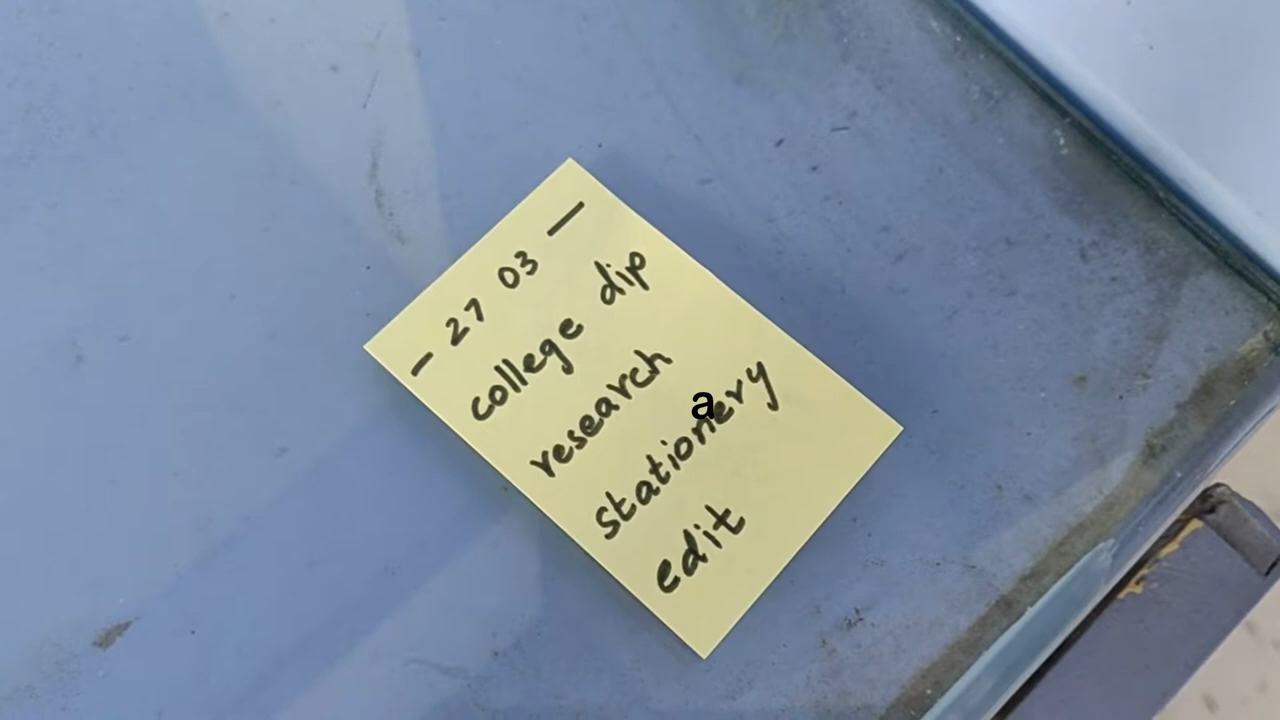 - 27 03 -
college dip
research
stationery
edit
a